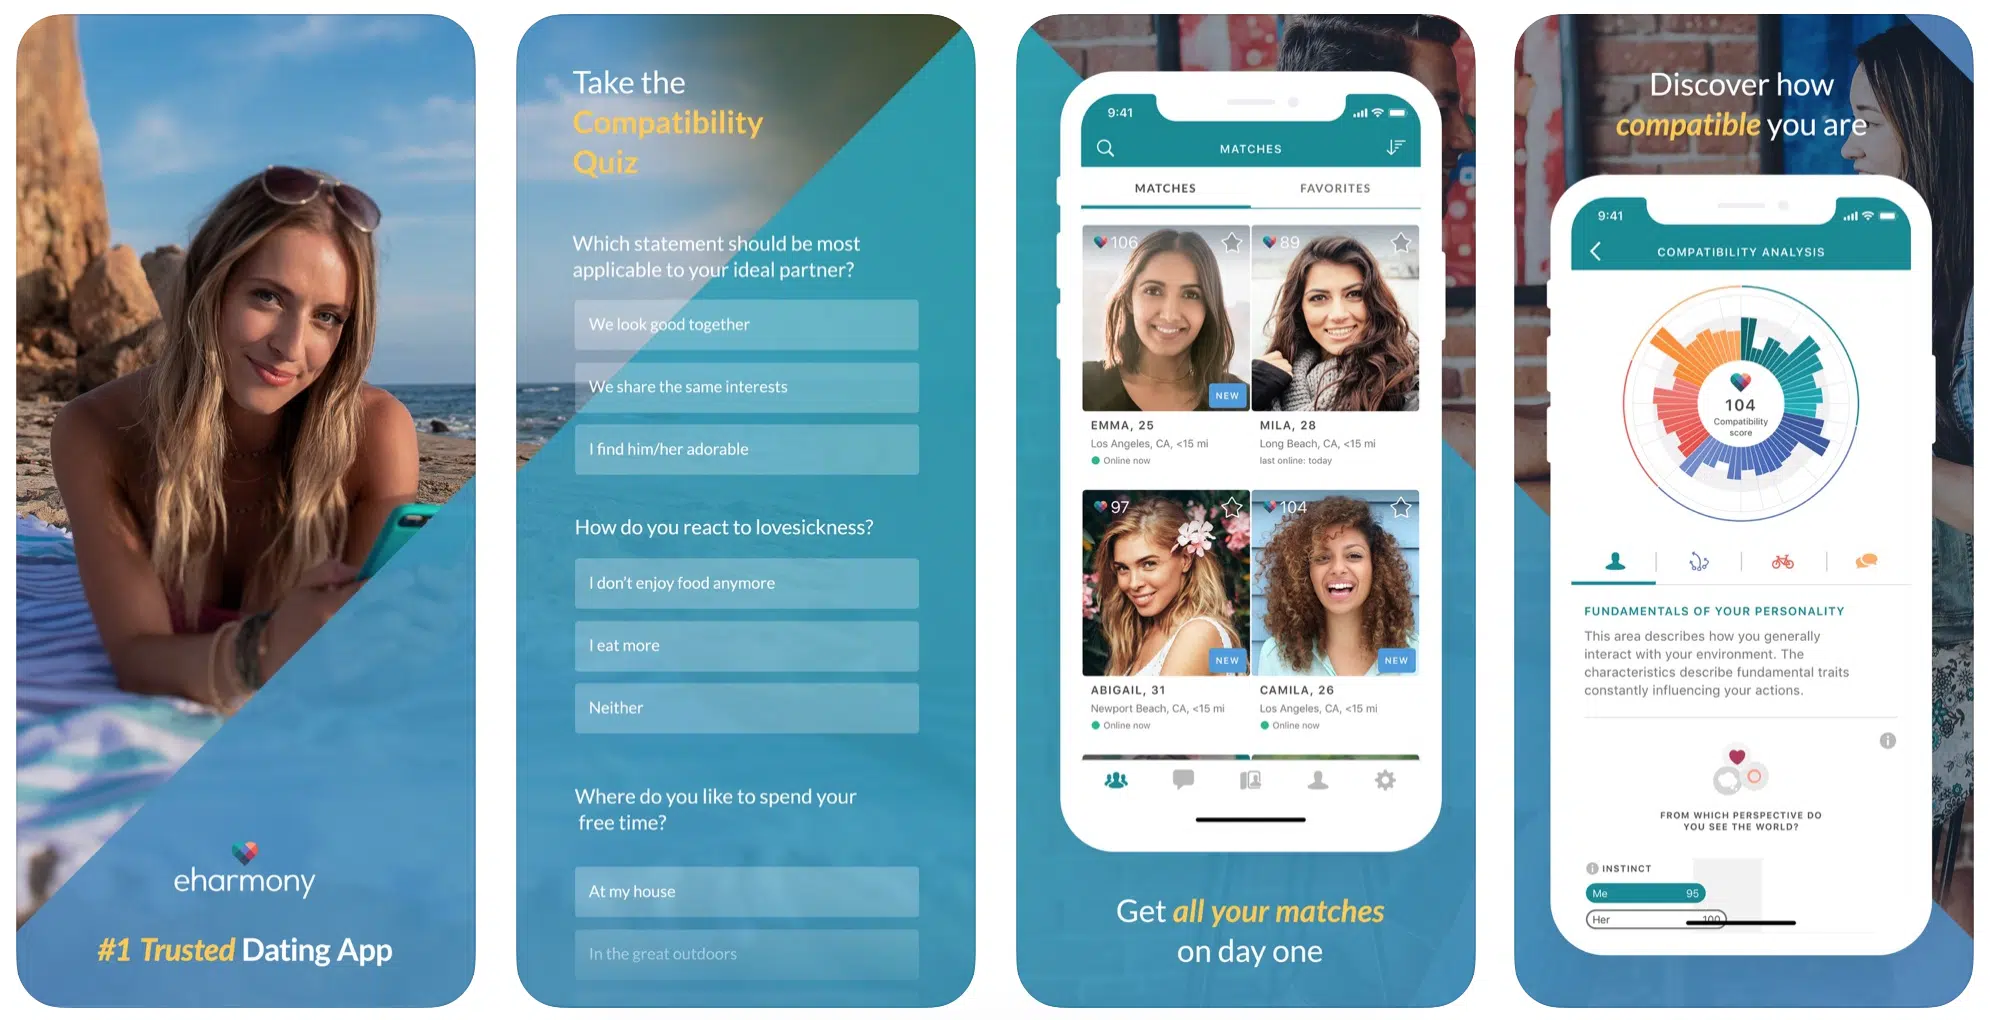 eharmony
#1 Trusted Dating App
Take the
Compatibility
Quiz
Which statement should be most
applicable to your ideal partner?
We look good together
We share the same interests
I find him/her adorable
How do you react to lovesickness?
I don't enjoy food anymore
I eat more
Neither
Where do you like to spend your
free time?
At my house
In the great outdoors
9:41
MATCHES
MATCHES FAVORITES
106 89
NEW
EMMA, 25 MILA, 28
Los Angeles, CA, <15 mi Long Beach, CA, <15 mi
Online now last online: today
97 104
NEW NEW
ABIGAIL, 31 CAMILA, 26
Newport Beach, CA, <15 mi Los Angeles, CA, <15 mi
Online now Online now
Get all your matches
on day one
Discover how
compatible you are
9:41
COMPATIBILITY ANALYSIS
104
Compatibility
score
FUNDAMENTALS OF YOUR PERSONALITY
This area describes how you generally
interact with your environment. The
characteristics describe fundamental traits
constantly influencing your actions.
FROM WHICH PERSPECTIVE DO
YOU SEE THE WORLD?
INSTINCT
Me 95
Her 100